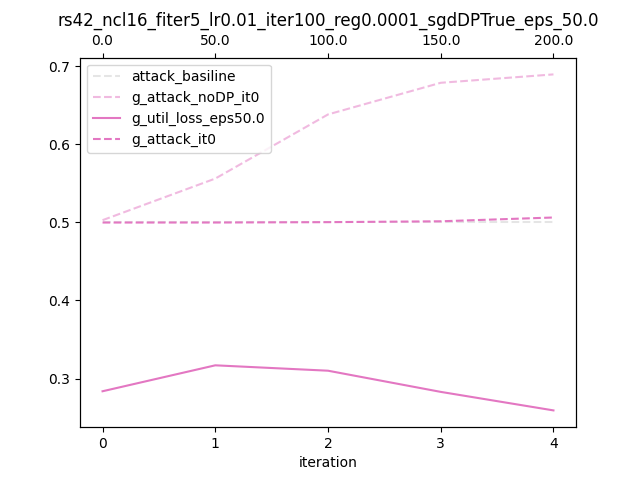 rs42_ncl16_fiter5_lr0.01_iter100_reg0.0001_sgdDPTrue_eps_50.0
0.0 50.0 100.0 150.0 200.0
attack_basiline
g_attack_noDP_it0
g_util_loss_eps50.0
g_attack_it0
0.7
0.6
0.5
0.4
0.3
0 1 2 3 4
iteration